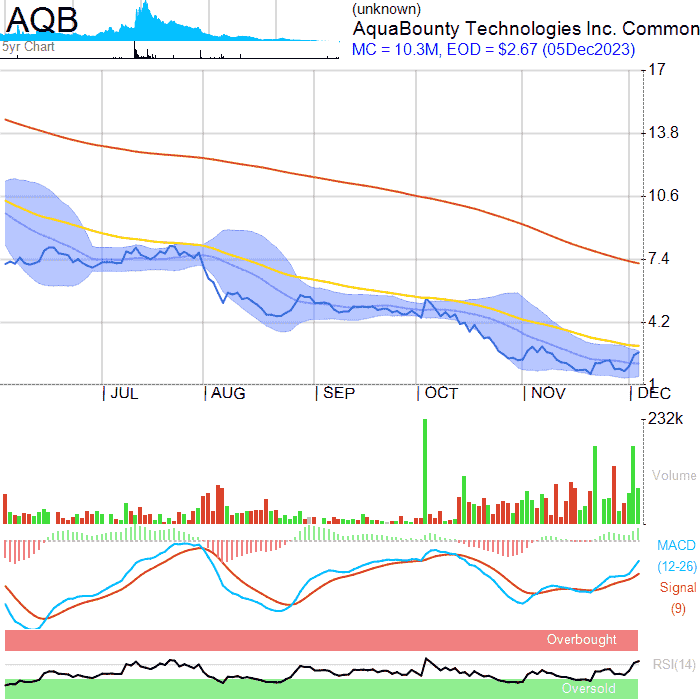 AQB
(unknown)
AquaBounty Technologies Inc. Common
5yr Chart
MC = 10.3M, EOD = $2.67 (05Dec2023)
17
13.8
10.6
7.4
4.2
1
JUL AUG SEP OCT NOV DEC
232k
Volume
MACD
(12-26)
Signal
(9)
Overbought
RSI(14)
Oversold